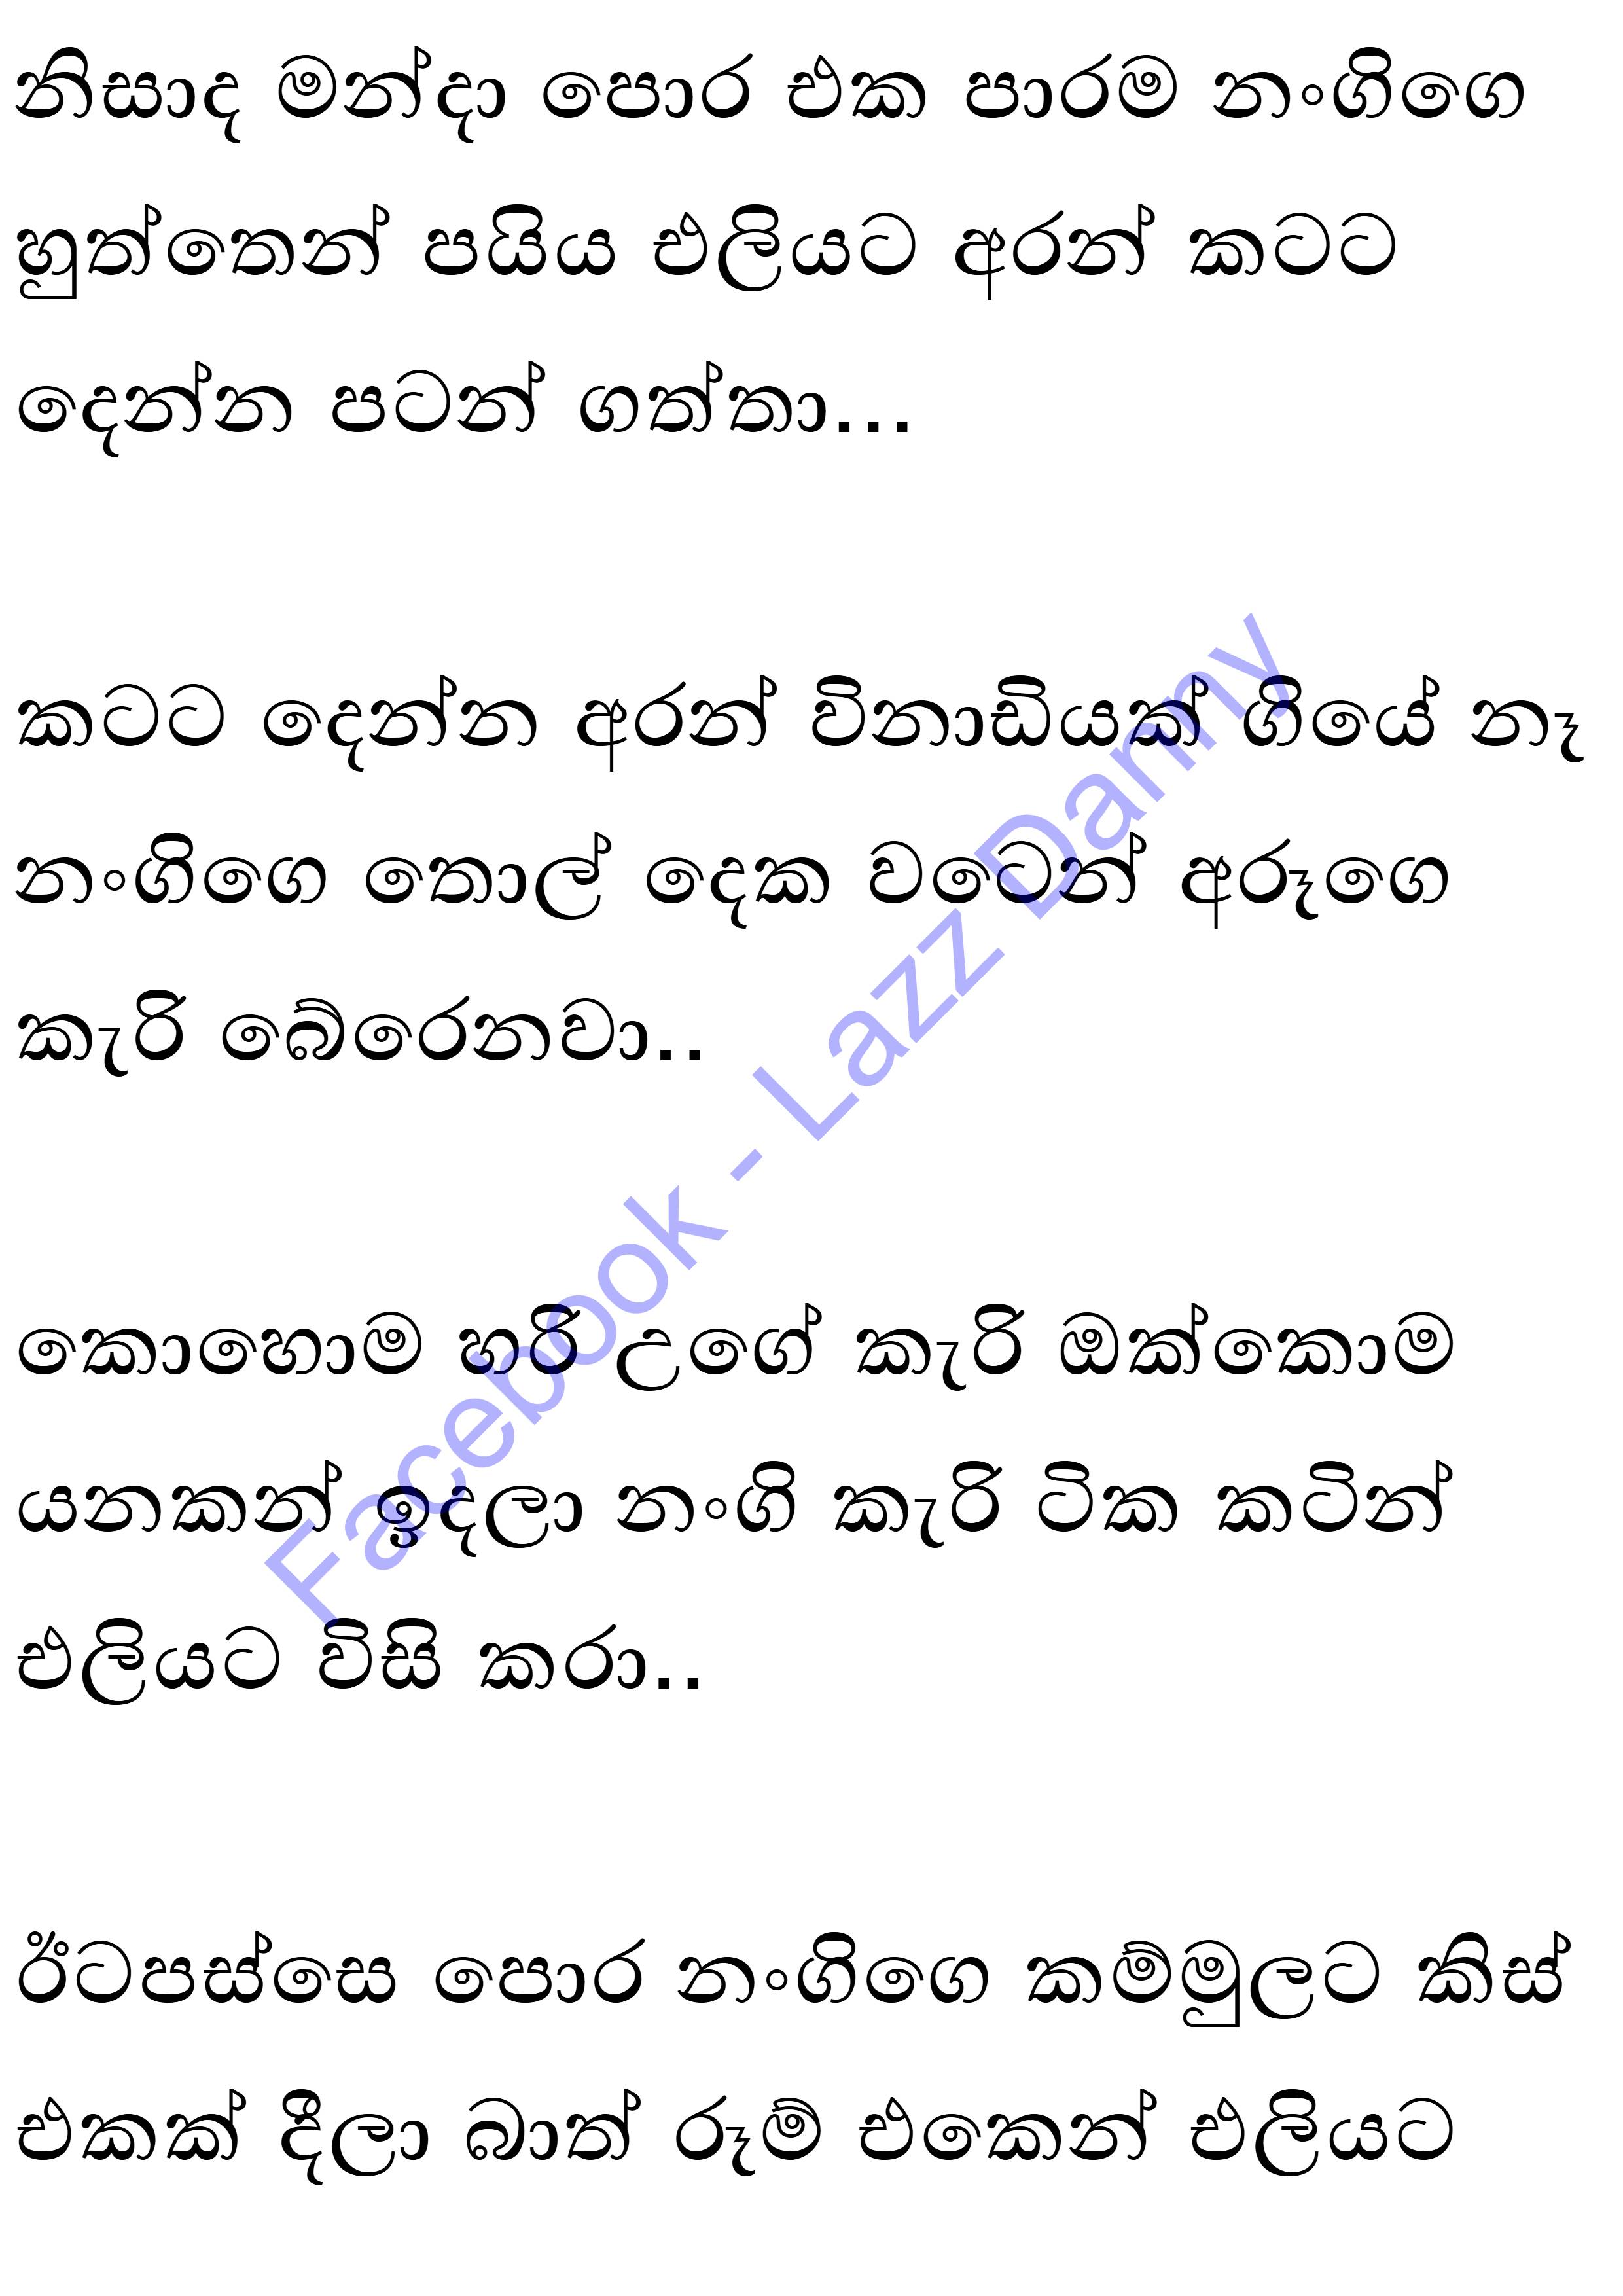 නිසාද මන්දා පොර එක පාරම නංගිගෙ
හුත්තෙන් පයිය එලියට අරන් කටට
දෙන්න පටන් ගත්තා...
කටට දෙන්න අරන් විනාඩියක් ගියේ නෑ
නංගිගෙ තොල් දෙක වටෙන් අරූගෙ
කැරි බේරෙනවා..
කොහොම හරි උගේ කැරි ඔක්කොම
යනකන් ඉදලා නංගි කැරි ටික කටින්
එලියට විසි කරා..
ඊටපස්සෙ පොර නංගිගෙ කම්මුලට කිස්
එකක් දීලා බාත් රූම් එකෙන් එලියට
Facebook - Lazz Danny